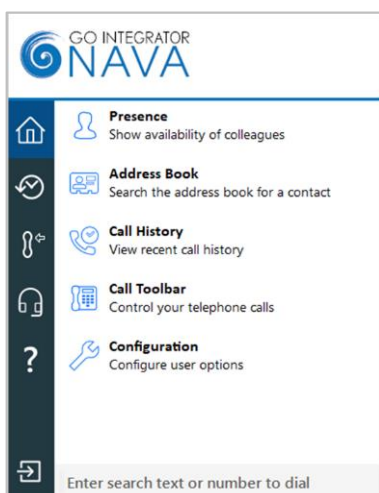 GO INTEGRATOR
NAVA
Presence
Show availability of colleagues
Address Book
Search the address book for a contact
Call History
View recent call history
Call Toolbar
Control your telephone calls
?
Configuration
Configure user options
Enter search text or number to dial